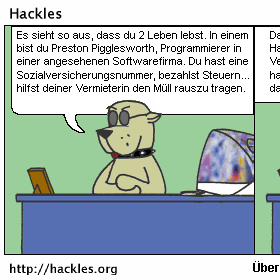 Hackles
Es sieht so aus, dass du 2 Leben lebst. In einem
bist du Preston Pigglesworth, Programmierer in
einer angesehenen Softwarefirma. Du hast eine
Sozialversicherungsnummer, bezahlst Steuern...
hilfst deiner Vermieterin den Müll rauszu tragen.
http://hackles.org
Über